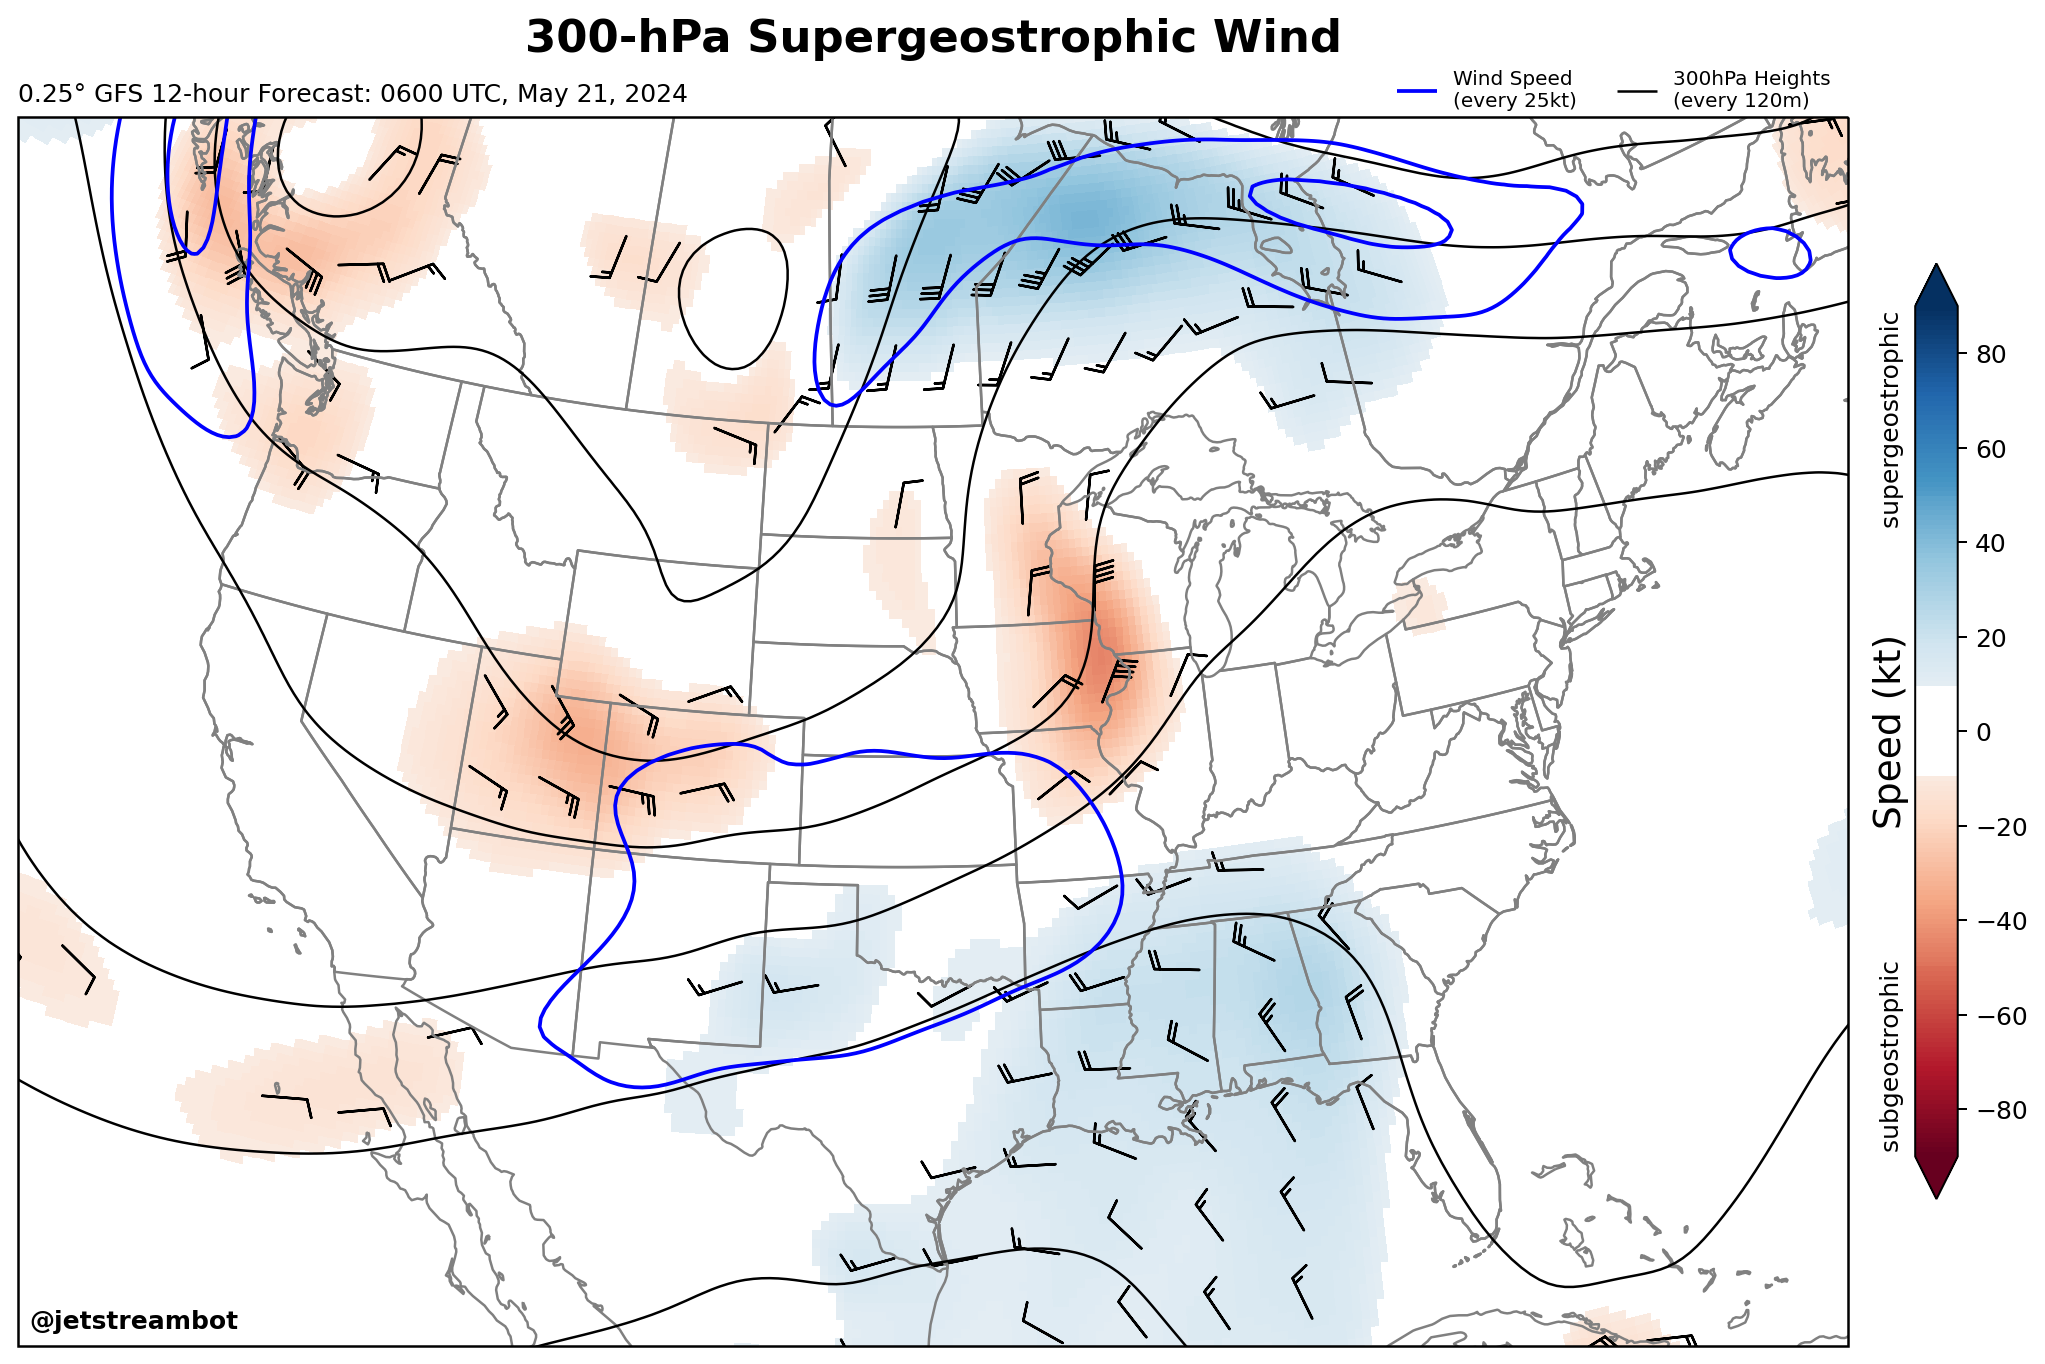 300-hPa Supergeostrophic Wind
0.25° GFS 12-hour Forecast: 0600 UTC, May 21, 2024
Wind Speed
(every 25kt)
300hPa Heights
(every 120m)
supergeostrophic
subgeostrophic
Speed (kt)
80
60
40
20
0
−20
−40
−60
−80
@jetstreambot